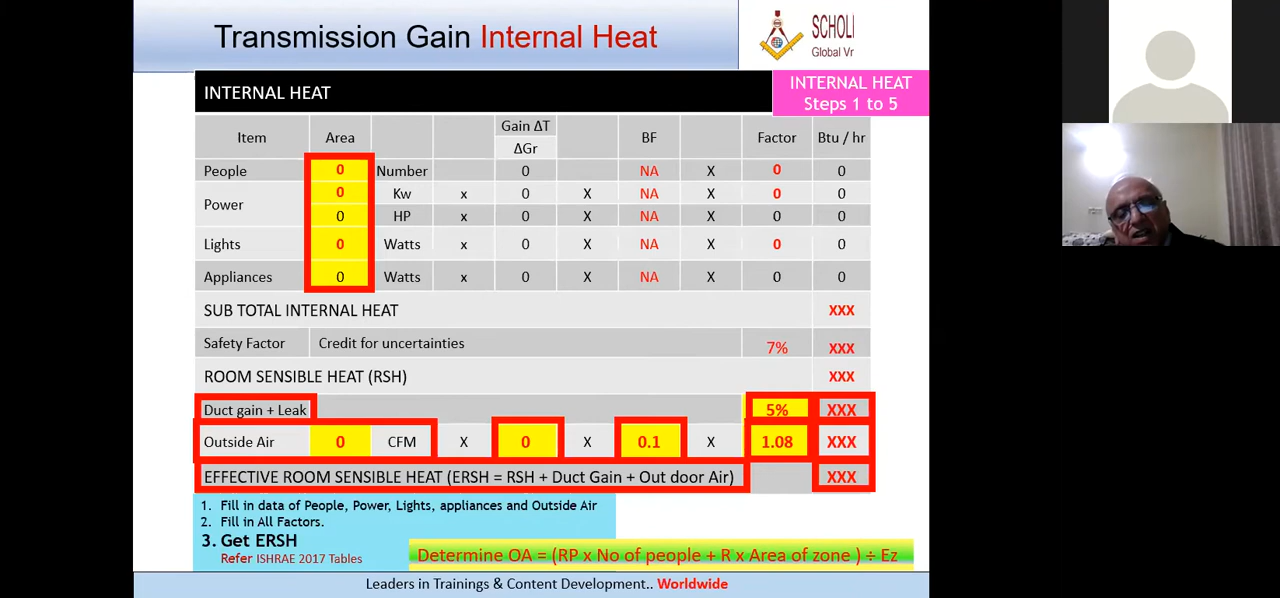 Transmission Gain Internal Heat
SCHOLI
Global Vr
INTERNAL HEAT
INTERNAL HEAT
Steps 1 to 5
Item Area Gain ΔT BF Factor Btu / hr
ΔGr
People 0 Number 0 NA X 0 0
Power 0 Kw x 0 X NA X 0 0
0 HP x 0 X NA X 0 0
Lights 0 Watts x 0 X NA X 0 0
Appliances 0 Watts x 0 X NA X 0 0
SUB TOTAL INTERNAL HEAT XXX
Safety Factor Credit for uncertainties 7% XXX
ROOM SENSIBLE HEAT (RSH) XXX
Duct gain + Leak 5% XXX
Outside Air 0 CFM X 0 X 0.1 X 1.08 XXX
EFFECTIVE ROOM SENSIBLE HEAT (ERSH = RSH + Duct Gain + Out door Air) XXX
1. Fill in data of People, Power, Lights, appliances and Outside Air
2. Fill in All Factors.
3. Get ERSH
Refer ISHRAE 2017 Tables
Determine OA = (RP x No of people + R x Area of zone ) ÷ Ez
Leaders in Trainings & Content Development.. Worldwide